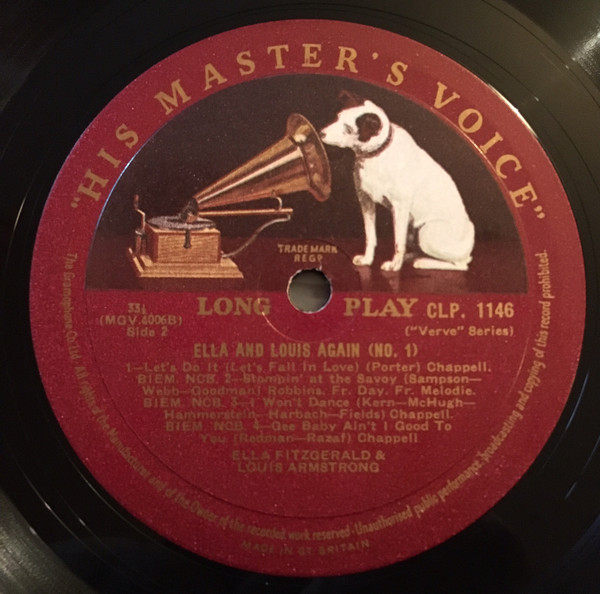 "HIS MASTER'S VOICE"
TRADE MARK
REGD
LONG PLAY CLP. 1146
33⅓
(MGV.4006B)
Side 2
("Verve" Series)
ELLA AND LOUIS AGAIN (NO. 1)
1—Let's Do It (Let's Fall In Love) (Porter) Chappell.
BIEM. NCB. 2—Stompin' at the Savoy (Sampson—
Webb—Goodman) Robbins. Fr. Day. Fr. Melodie.
BIEM. NCB. 3—I Won't Dance (Kern—McHugh—
Hammerstein, Harbach—Fields) Chappell.
BIEM. NCB. 4—Gee Baby Ain't I Good To
You (Redman—Razaf) Chappell
ELLA FITZGERALD &
LOUIS ARMSTRONG
The Gramophone Co. Ltd. All rights of the Manufacturer and of the Owner of the recorded work reserved. Unauthorised public performance, broadcasting and copying of this record prohibited.
MADE IN GT BRITAIN